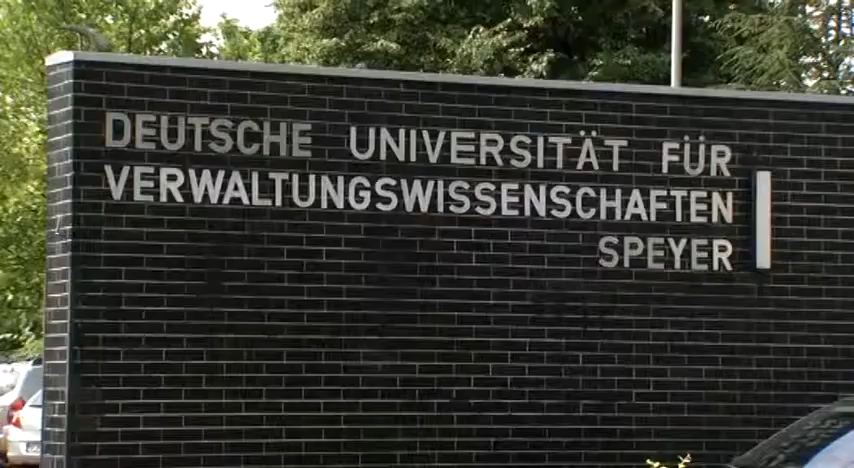 DEUTSCHE UNIVERSITÄT FÜR
VERWALTUNGSWISSENSCHAFTEN
SPEYER